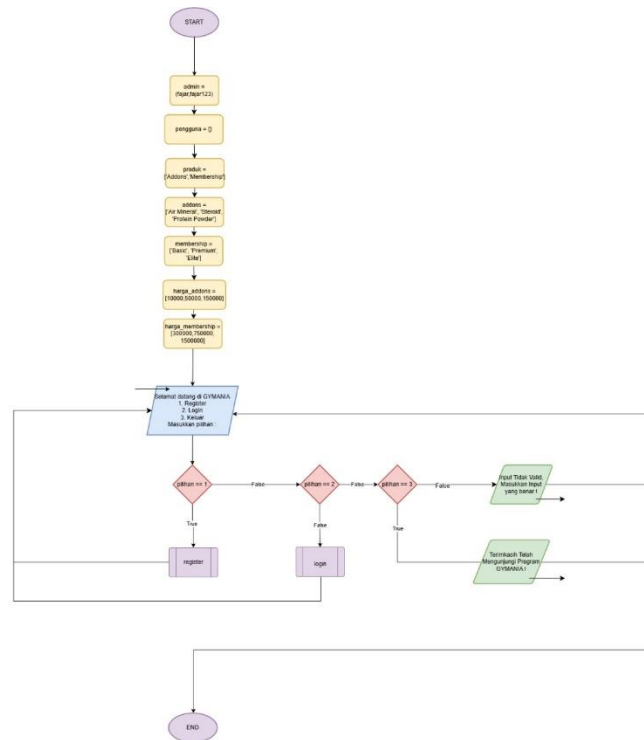 START
admin =
(fajar,fajar123)
pengguna = []
produk =
['Addons','Membership']
addons =
['Air Mineral', 'Steroid',
'Protein Powder']
membership =
['Basic', 'Premium',
'Elite']
harga_addons =
[10000,50000,150000]
harga_membership =
[300000,750000,
1500000]
Selamat datang di GYMANIA
1. Register
2. Login
3. Keluar
Masukkan pilihan :
pilihan == 1
False
pilihan == 2
False
pilihan == 3
False
Input Tidak Valid,
Masukkan Input
yang benar !
True
False
True
register
login
Terimkasih Telah
Mengunjungi Program
GYMANIA !
END